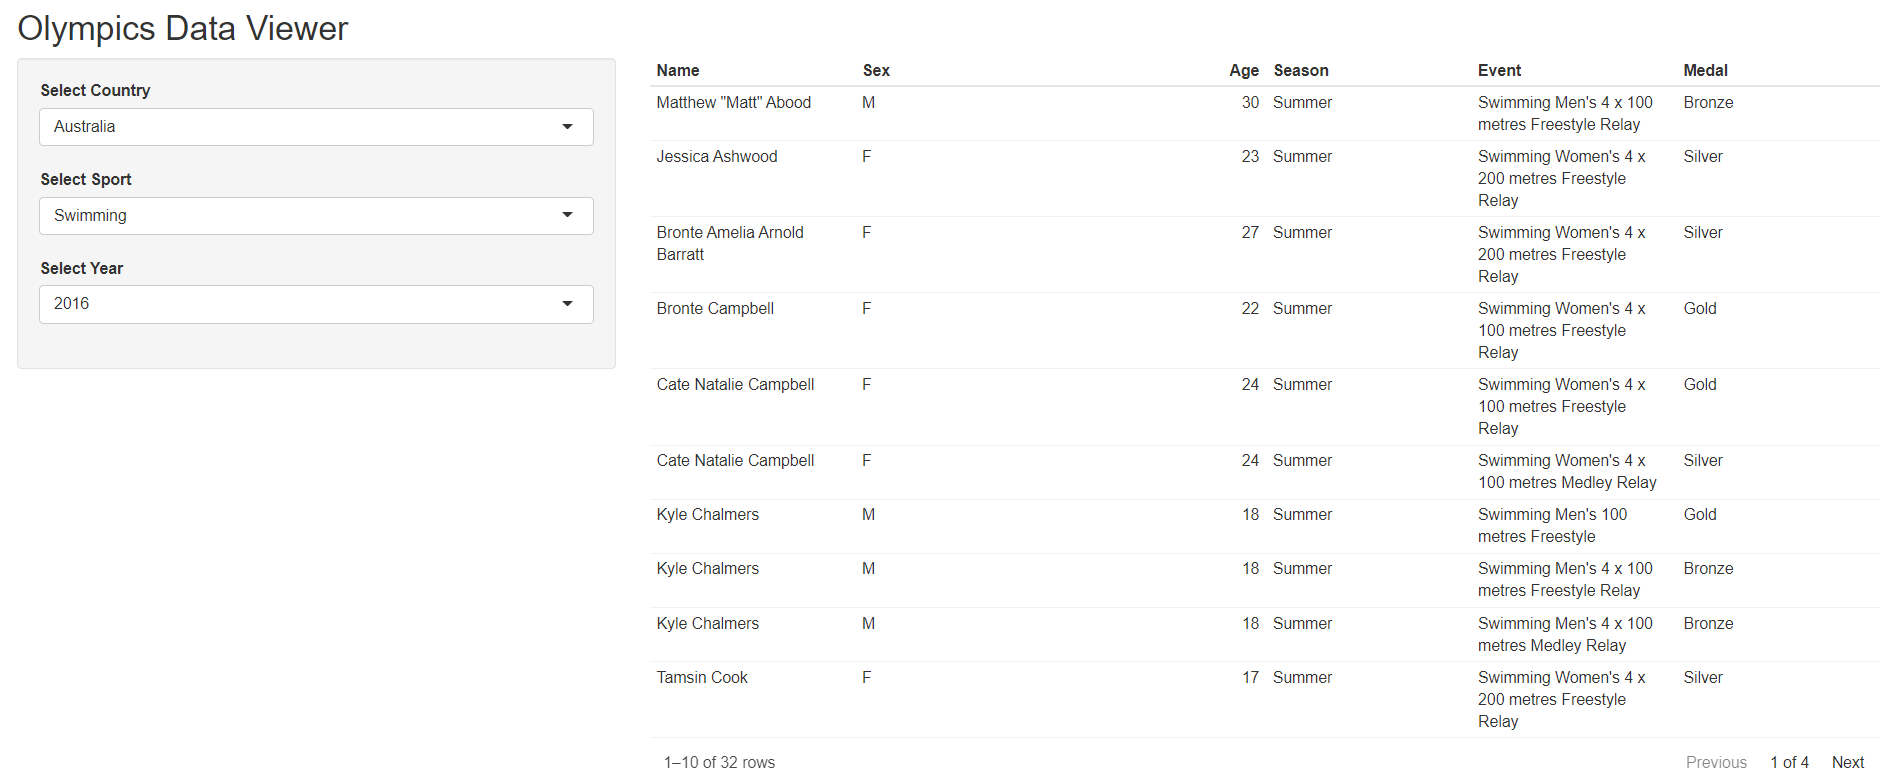 Olympics Data Viewer
Select Country
Australia
Select Sport
Swimming
Select Year
2016
Name Sex Age Season Event Medal
Matthew "Matt" Abood M 30 Summer Swimming Men's 4 x 100 Bronze
metres Freestyle Relay
Jessica Ashwood F 23 Summer Swimming Women's 4 x Silver
200 metres Freestyle
Relay
Bronte Amelia Arnold F 27 Summer Swimming Women's 4 x Silver
Barratt 200 metres Freestyle
Relay
Bronte Campbell F 22 Summer Swimming Women's 4 x Gold
100 metres Freestyle
Relay
Cate Natalie Campbell F 24 Summer Swimming Women's 4 x Gold
100 metres Freestyle
Relay
Cate Natalie Campbell F 24 Summer Swimming Women's 4 x Silver
100 metres Medley Relay
Kyle Chalmers M 18 Summer Swimming Men's 100 Gold
metres Freestyle
Kyle Chalmers M 18 Summer Swimming Men's 4 x 100 Bronze
metres Freestyle Relay
Kyle Chalmers M 18 Summer Swimming Men's 4 x 100 Bronze
metres Medley Relay
Tamsin Cook F 17 Summer Swimming Women's 4 x Silver
200 metres Freestyle
Relay
1–10 of 32 rows Previous 1 of 4 Next